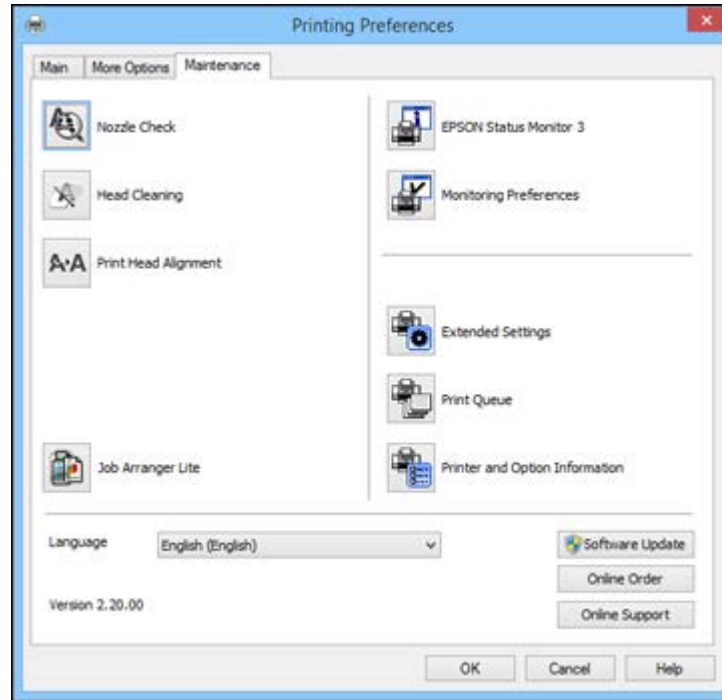 Printing Preferences
Main More Options Maintenance
Nozzle Check
Head Cleaning
A·A Print Head Alignment
Job Arranger Lite
EPSON Status Monitor 3
Monitoring Preferences
Extended Settings
Print Queue
Printer and Option Information
Language English (English)
Software Update
Online Order
Version 2.20.00
Online Support
OK Cancel Help